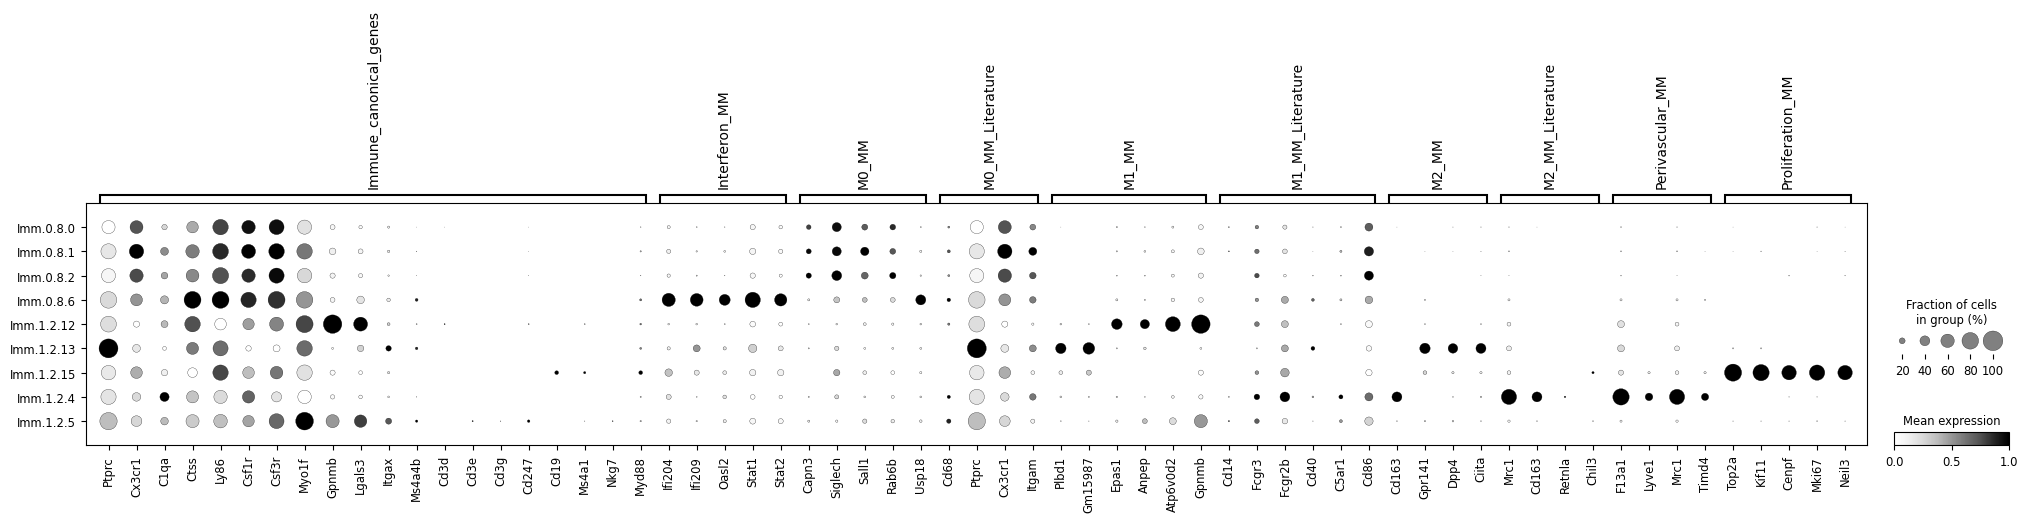 Immune_canonical_genes
Interferon_MM
M0_MM
M0_MM_Literature
M1_MM
M1_MM_Literature
M2_MM
M2_MM_Literature
Perivascular_MM
Proliferation_MM
Imm.0.8.0
Imm.0.8.1
Imm.0.8.2
Imm.0.8.6
Imm.1.2.12
Imm.1.2.13
Imm.1.2.15
Imm.1.2.4
Imm.1.2.5
Ptprc
Cx3cr1
C1qa
Ctss
Ly86
Csf1r
Csf3r
Myo1f
Gpnmb
Lgals3
Itgax
Ms4a4b
Cd3d
Cd3e
Cd3g
Cd247
Cd19
Ms4a1
Nkg7
Myd88
Ifi204
Ifi209
Oasl2
Stat1
Stat2
Capn3
Siglech
Sall1
Rab6b
Usp18
Cd68
Ptprc
Cx3cr1
Itgam
Plbd1
Gm15987
Epas1
Anpep
Atp6v0d2
Gpnmb
Cd14
Fcgr3
Fcgr2b
Cd40
C5ar1
Cd86
Cd163
Gpr141
Dpp4
Ciita
Mrc1
Cd163
Retnla
Chil3
F13a1
Lyve1
Mrc1
Timd4
Top2a
Kif11
Cenpf
Mki67
Neil3
Fraction of cells
in group (%)
20 40 60 80 100
Mean expression
0.0 0.5 1.0